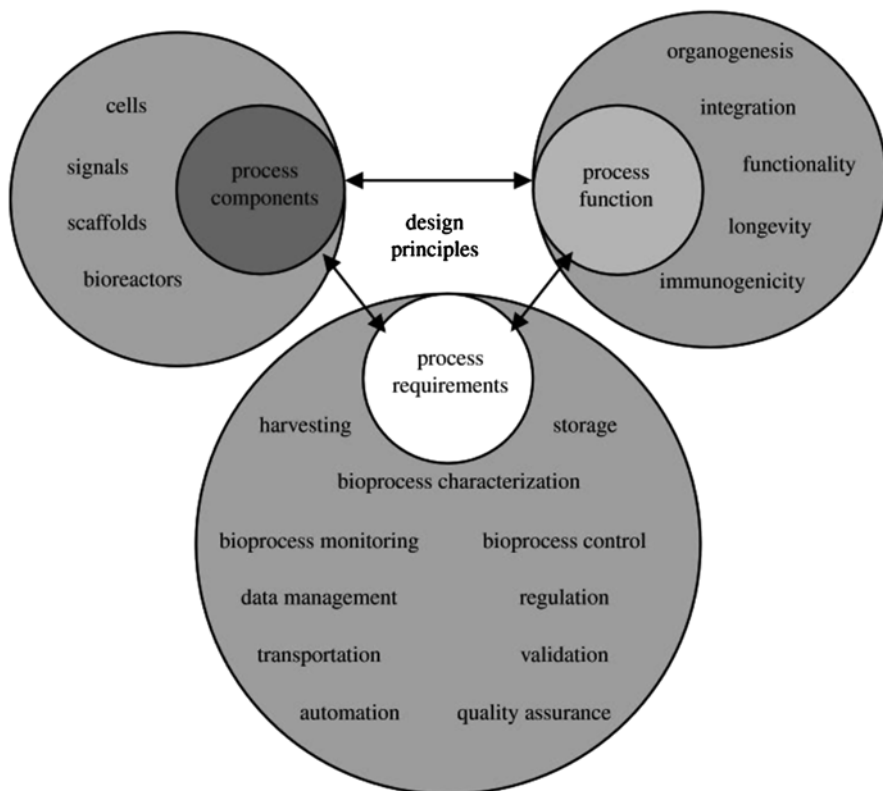 cells
signals
scaffolds
bioreactors
process
components
design
principles
organogenesis
integration
functionality
longevity
immunogenicity
process
function
process
requirements
harvesting
storage
bioprocess characterization
bioprocess monitoring
bioprocess control
data management
regulation
transportation
validation
automation
quality assurance